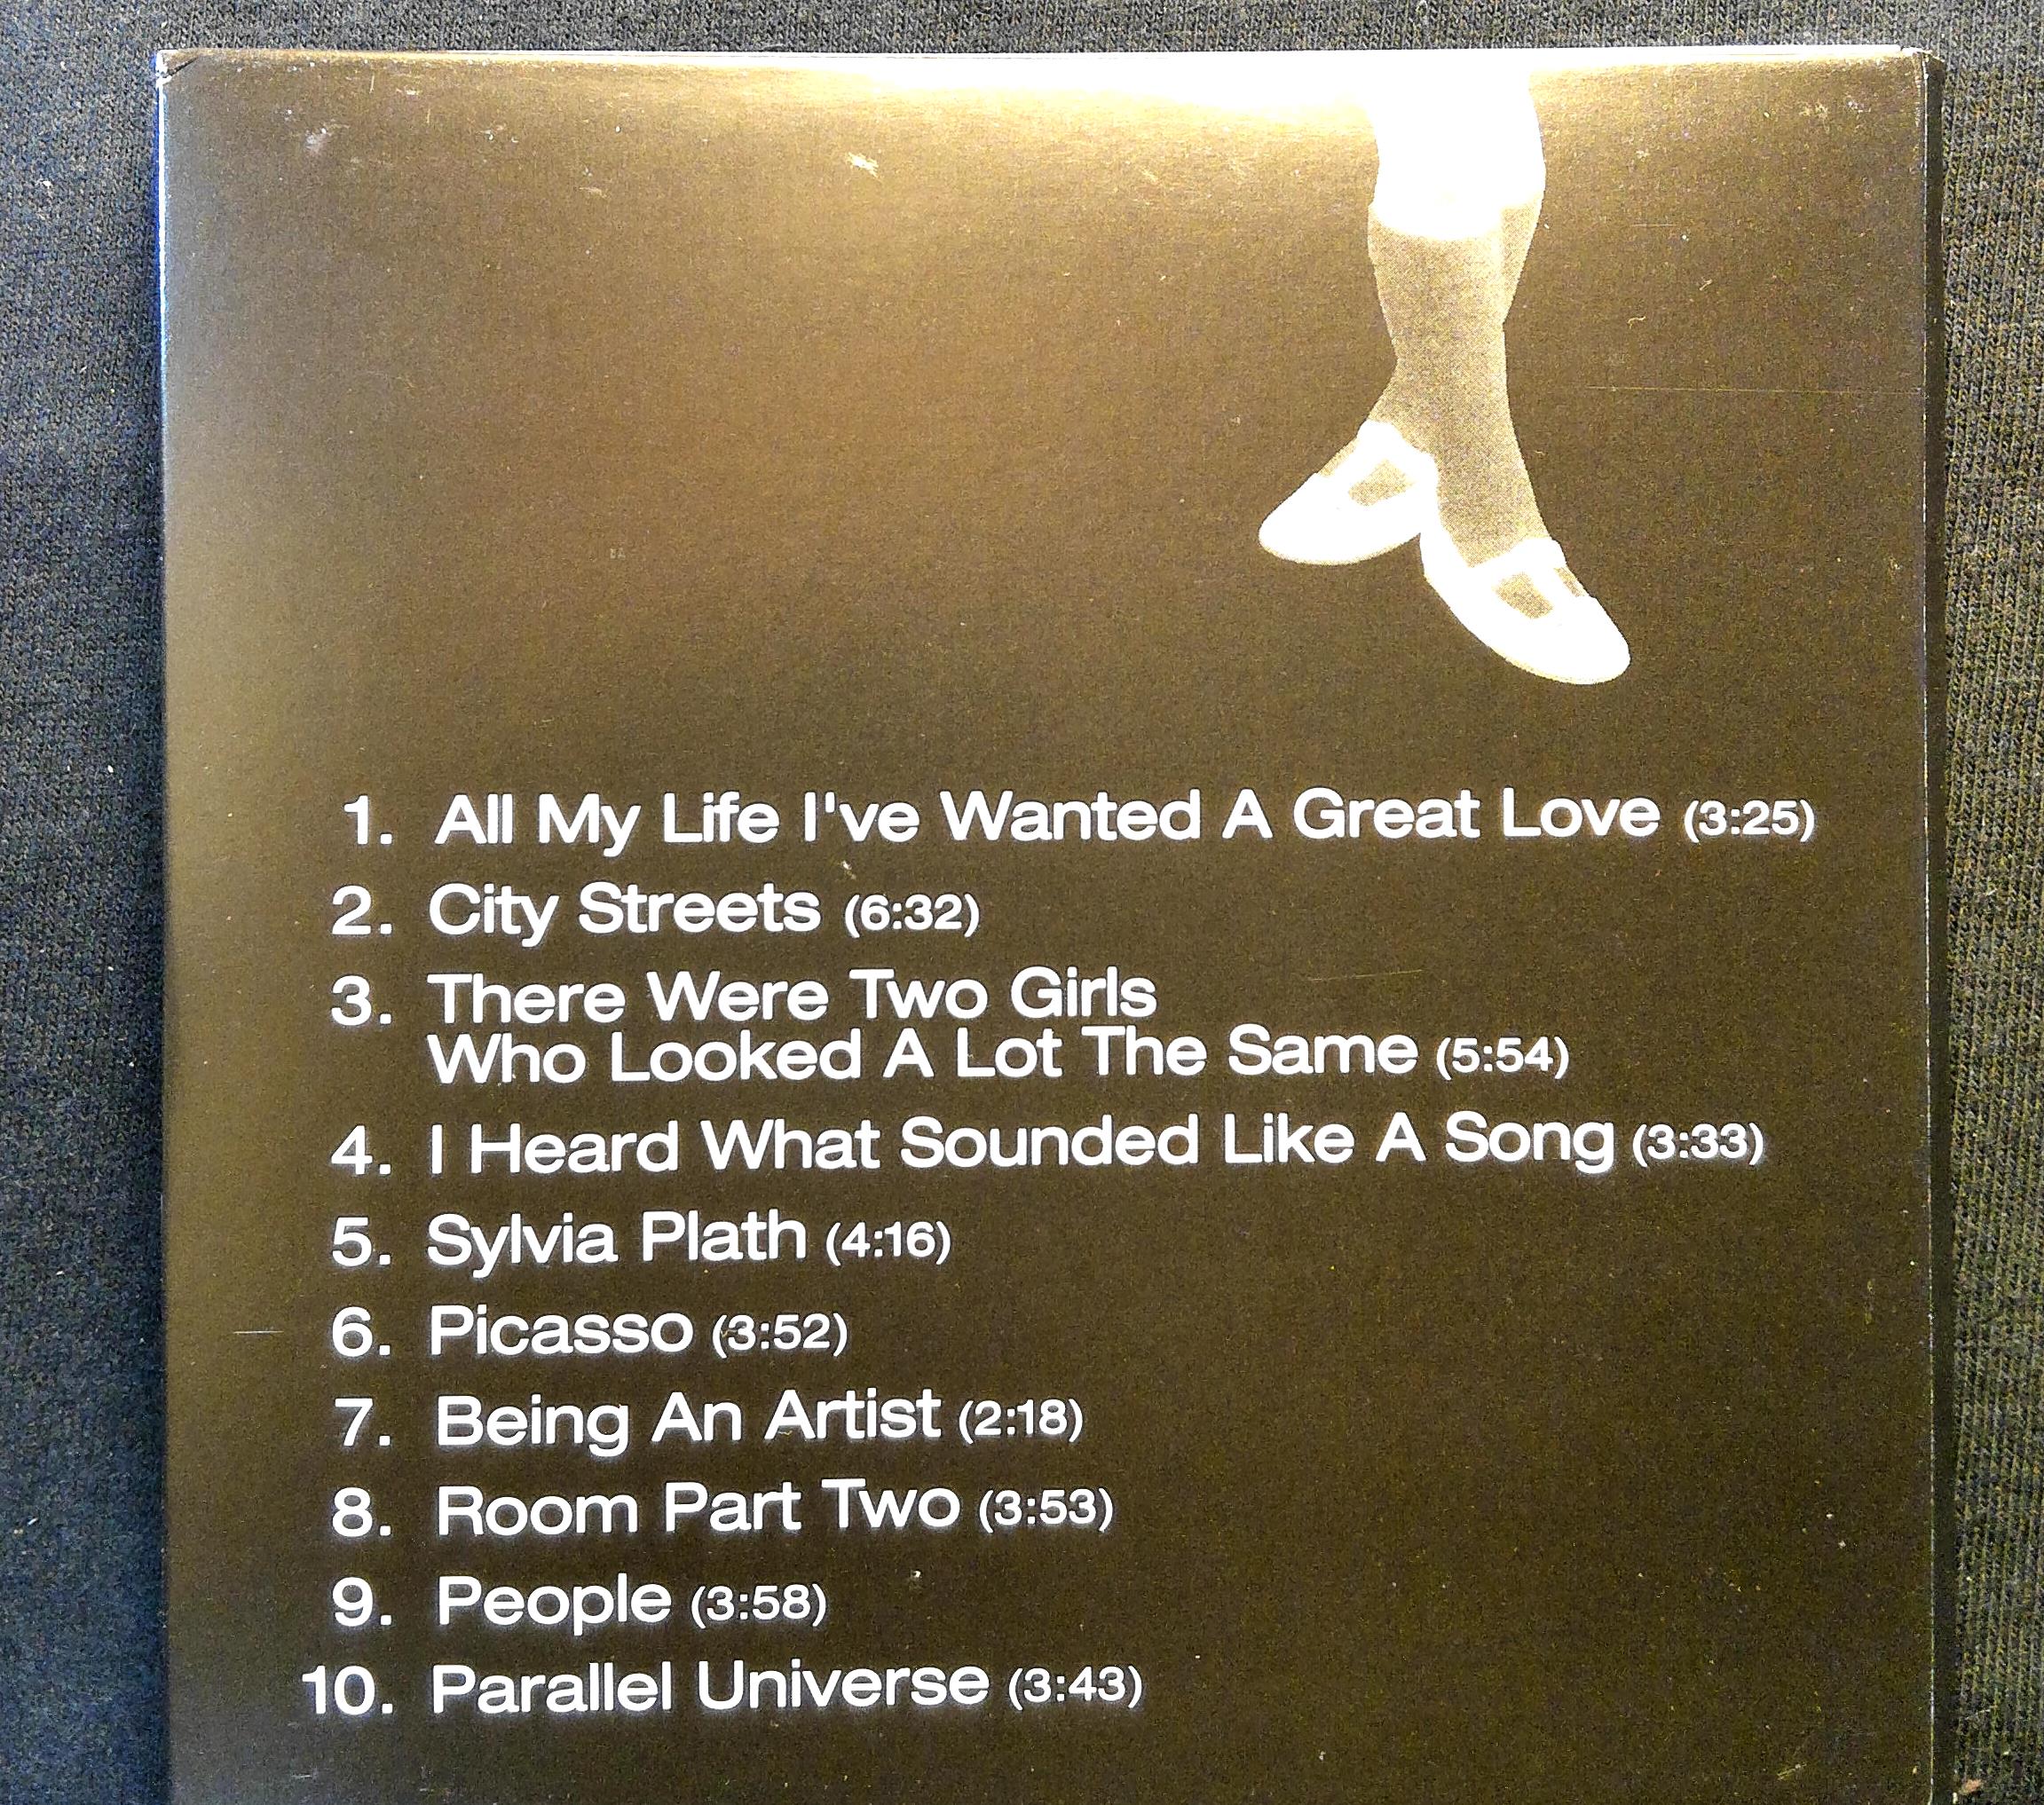 1. All My Life I've Wanted A Great Love (3:25)
2. City Streets (6:32)
3. There Were Two Girls
Who Looked A Lot The Same (5:54)
4. I Heard What Sounded Like A Song (3:33)
5. Sylvia Plath (4:16)
6. Picasso (3:52)
7. Being An Artist (2:18)
8. Room Part Two (3:53)
9. People (3:58)
10. Parallel Universe (3:43)